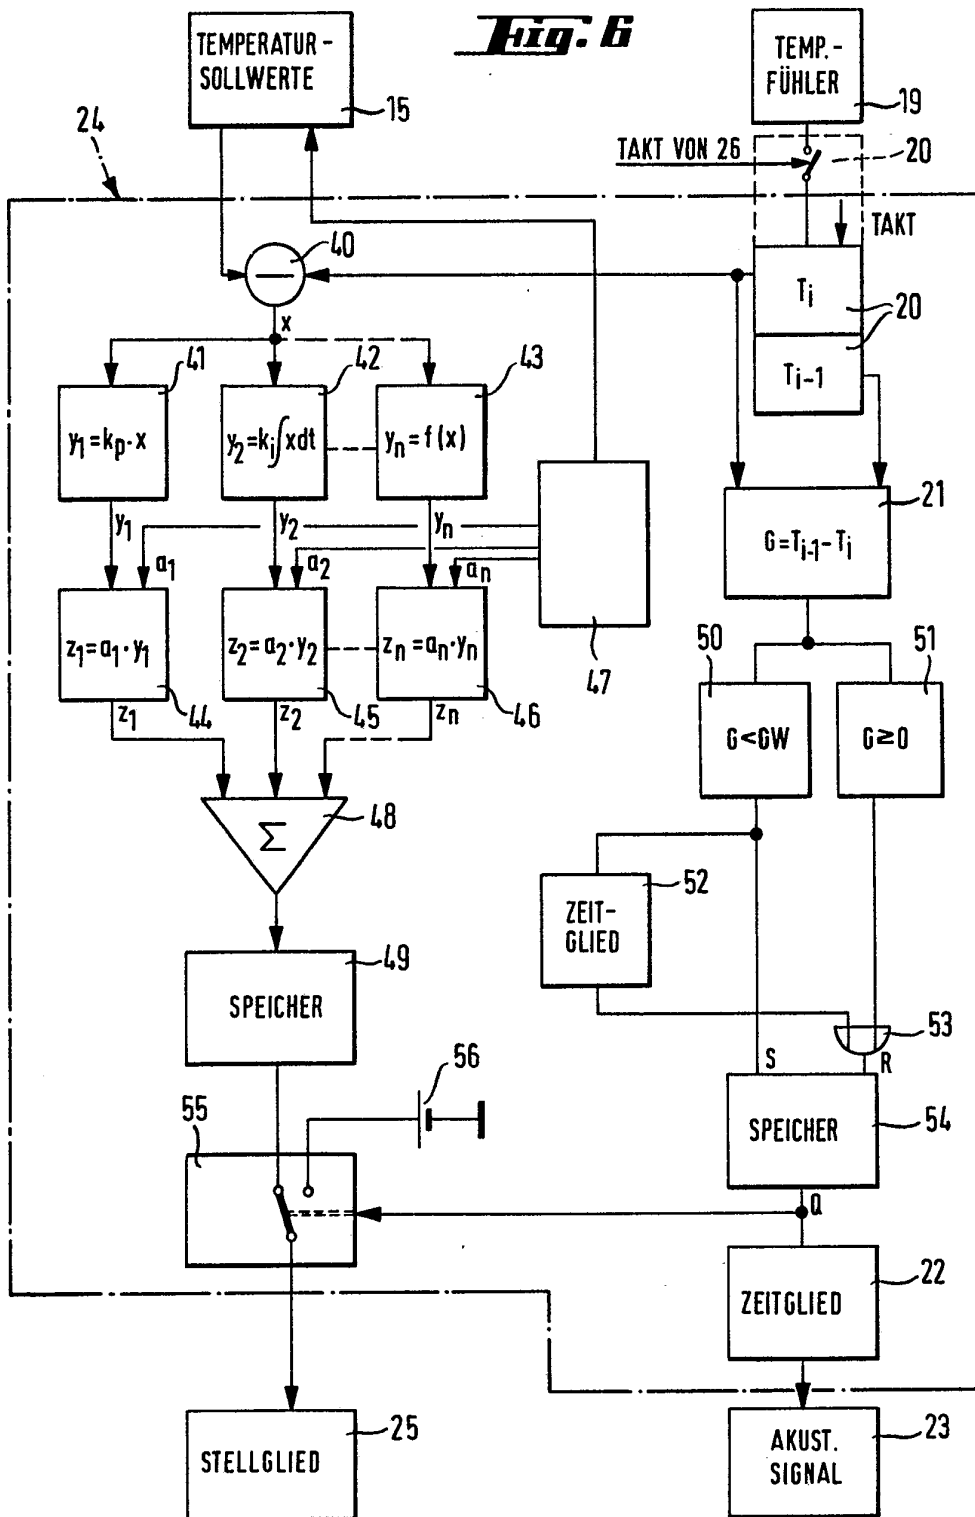 Fig. 6
TEMPERATUR-
SOLLWERTE
15
TEMP.-
FÜHLER
19
24
TAKT VON 26
20
TAKT
40
Ti
20
Ti-1
x
41
42
43
y1 = kp · x
y2 = kj ∫ x dt
yn = f(x)
21
G = Ti-1 - Ti
y1
y2
yn
a1
a2
an
z1 = a1 · y1
z2 = a2 · y2
zn = an · yn
47
44
45
46
z1
z2
zn
50
51
G < GW
G ≥ 0
Σ
48
52
ZEIT-
GLIED
49
SPEICHER
53
S
R
56
55
SPEICHER
54
Q
22
ZEITGLIED
25
STELLGLIED
23
AKUST.
SIGNAL